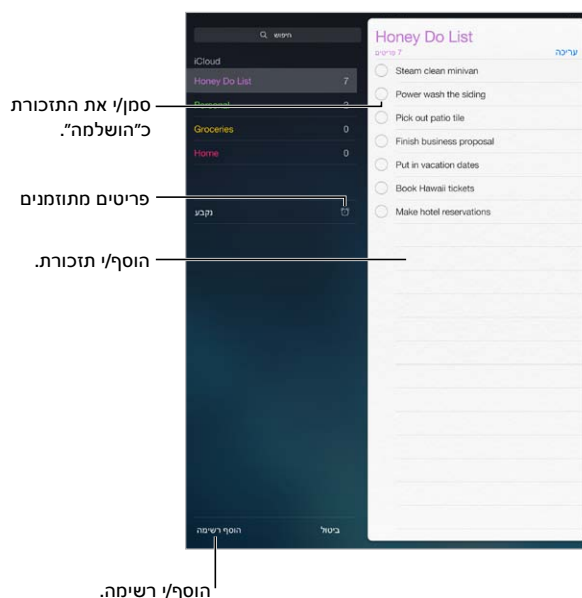 חיפוש
iCloud
Honey Do List 7
Personal
Groceries 0
Home 0
נקבע
הוסף רשימה
ביטול
Honey Do List
7 פריטים
עריכה
Steam clean minivan
Power wash the siding
Pick out patio tile
Finish business proposal
Put in vacation dates
Book Hawaii tickets
Make hotel reservations
סמן/י את התזכורת
כ"הושלמה".
פריטים מתוזמנים
הוסף/י תזכורת.
הוסף/י רשימה.